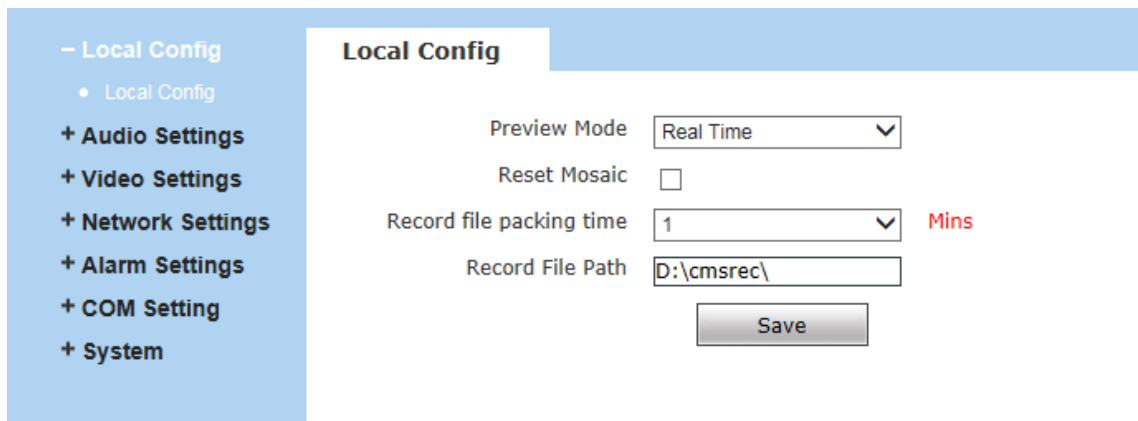 – Local Config
• Local Config
+ Audio Settings
+ Video Settings
+ Network Settings
+ Alarm Settings
+ COM Setting
+ System
Local Config
Preview Mode Real Time
Reset Mosaic
Record file packing time 1 Mins
Record File Path D:\cmsrec\
Save